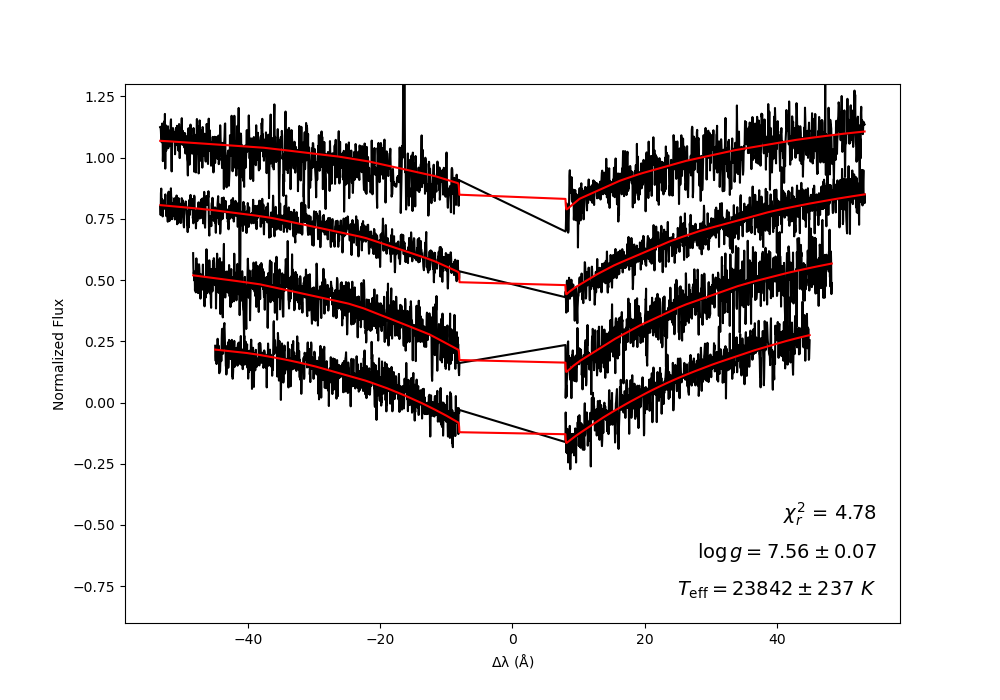 1.25
1.00
0.75
0.50
0.25
0.00
−0.25
−0.50
−0.75
Normalized Flux
χ²ᵣ = 4.78
log g = 7.56 ± 0.07
T_eff = 23842 ± 237 K
−40 −20 0 20 40
Δλ (Å)